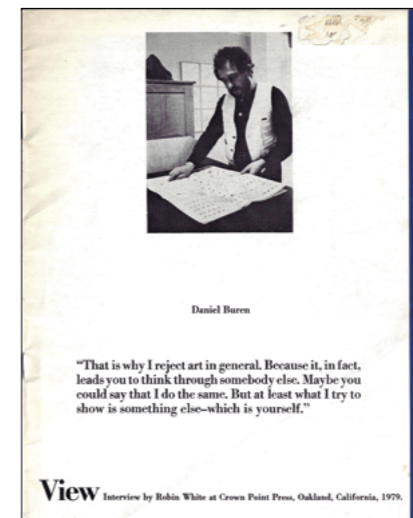 Daniel Buren
“That is why I reject art in general. Because it, in fact,
leads you to think through somebody else. Maybe you
could say that I do the same. But at least what I try to
show is something else–which is yourself.”
View Interview by Robin White at Crown Point Press, Oakland, California, 1979.